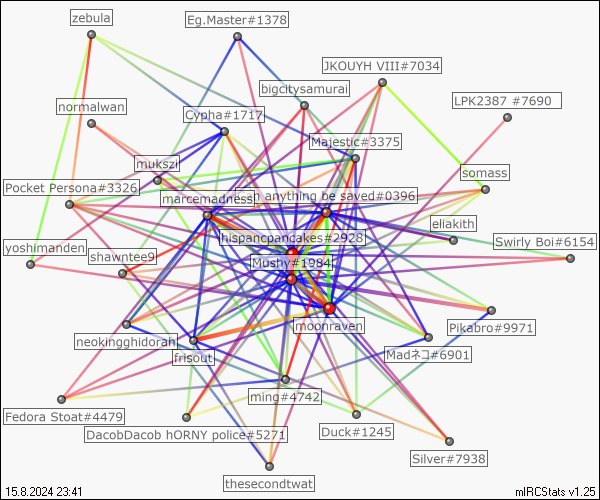 zebula
Eg.Master#1378
JKOUYH VIII#7034
bigcitysamurai
LPK2387 #7690
normalwan
Cypha#1717
Majestic#3375
mukszi
somass
Pocket Persona#3326
marcemadness
n anything be saved#0396
eliakith
hispancpancakes#2928
Swirly Boi#6154
yoshimanden
shawntee9
Mushy#1984
moonraven
Pikabro#9971
neokingghidorah
frisout
Madネコ#6901
ming#4742
Fedora Stoat#4479
DacobDacob hORNY police#5271
Duck#1245
Silver#7938
thesecondtwat
15.8.2024 23:41
mIRCStats v1.25